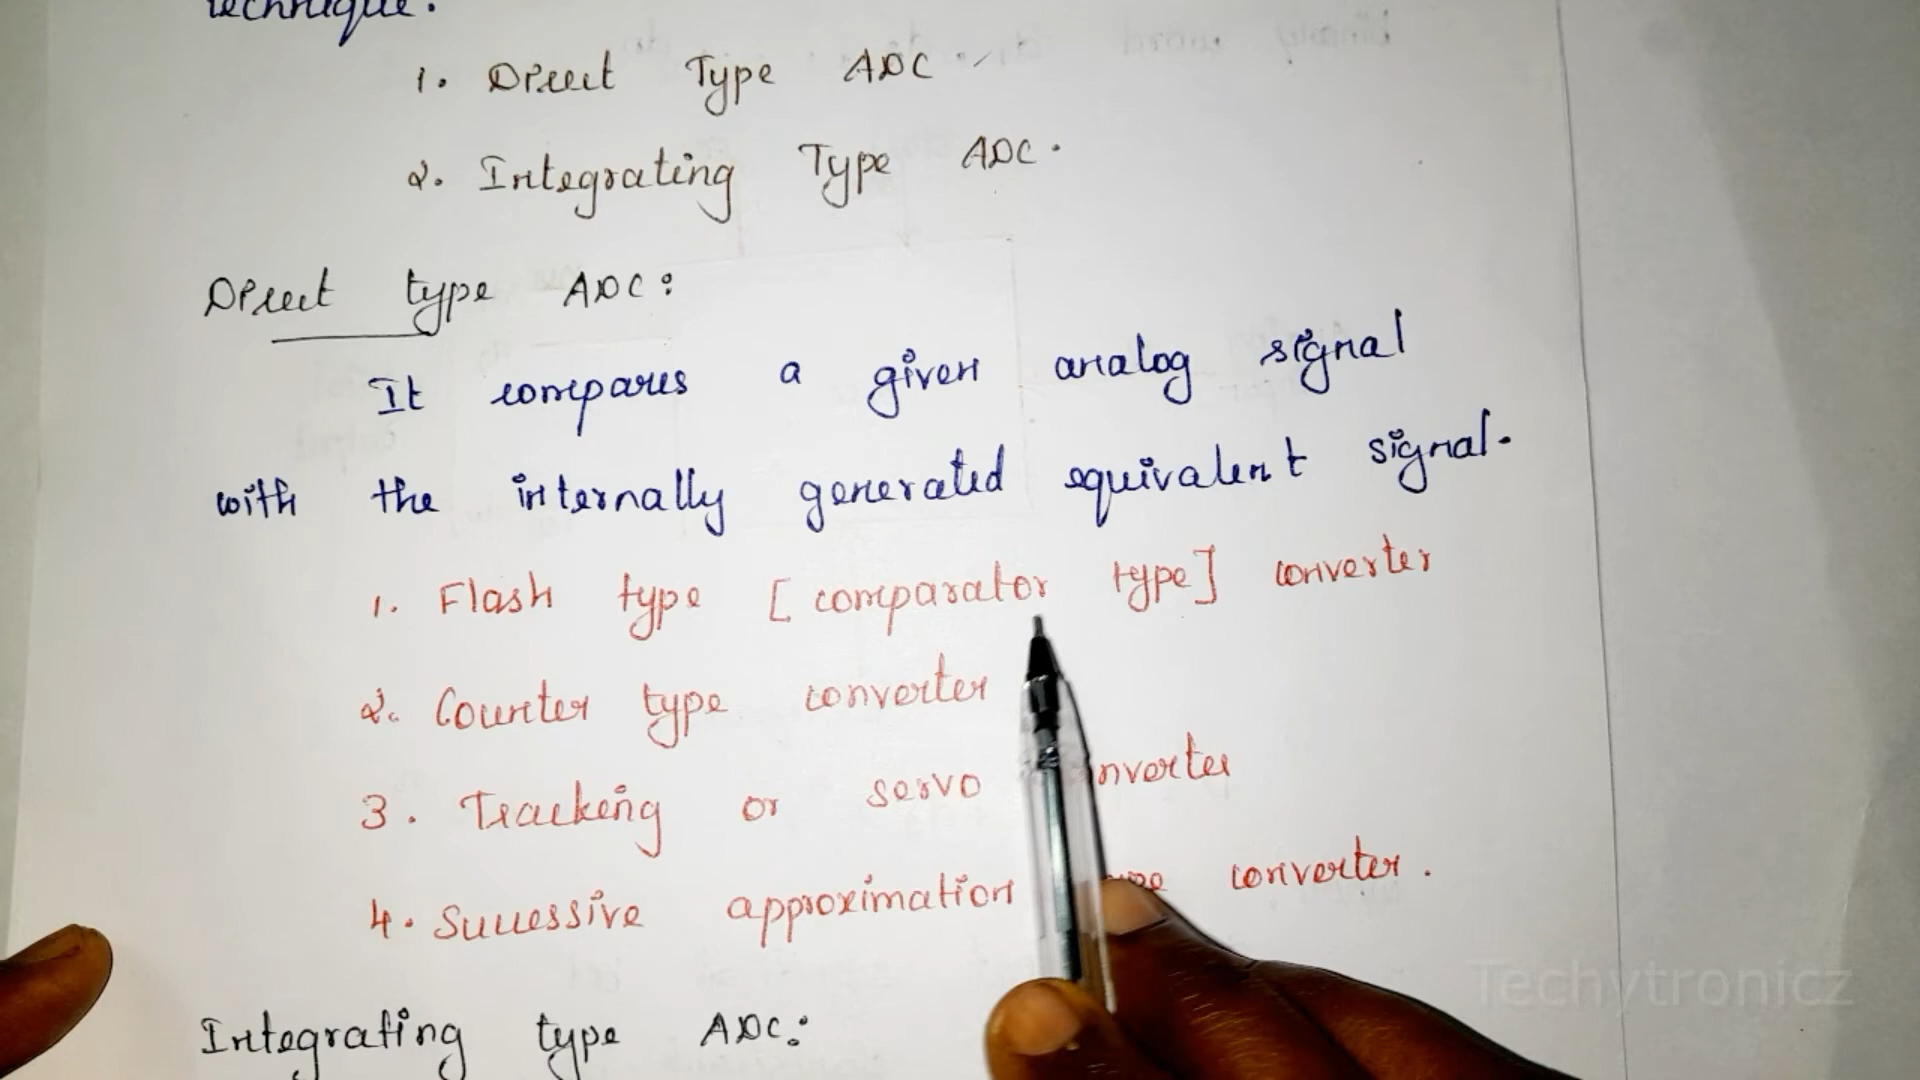 technique.
1. Direct Type ADC.
2. Integrating Type ADC.
Direct type ADC:
It compares a given analog signal
with the internally generated equivalent signal.
1. Flash type [comparator type] converter
2. Counter type converter
3. Tracking or servo
4. Successive approximation converter.
Integrating type ADC:
Techytronicz